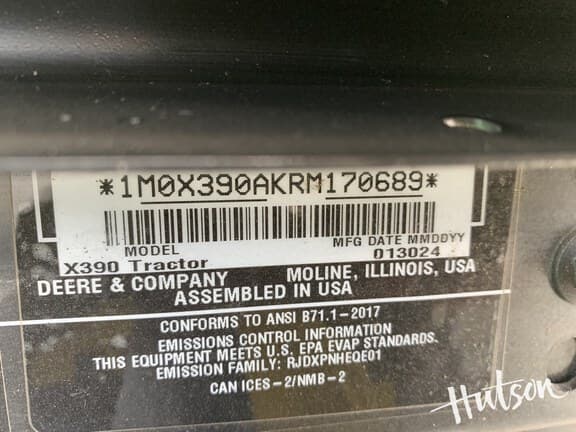 *1M0X390AKRM170689*
MODEL
MFG DATE MMDDYY
X390 Tractor
013024
DEERE & COMPANY
MOLINE, ILLINOIS, USA
ASSEMBLED IN USA
CONFORMS TO ANSI B71.1-2017
EMISSIONS CONTROL INFORMATION
THIS EQUIPMENT MEETS U.S. EPA EVAP STANDARDS.
EMISSION FAMILY: RJDXPNHEQE01
CAN ICES-2/NMB-2
Hutson